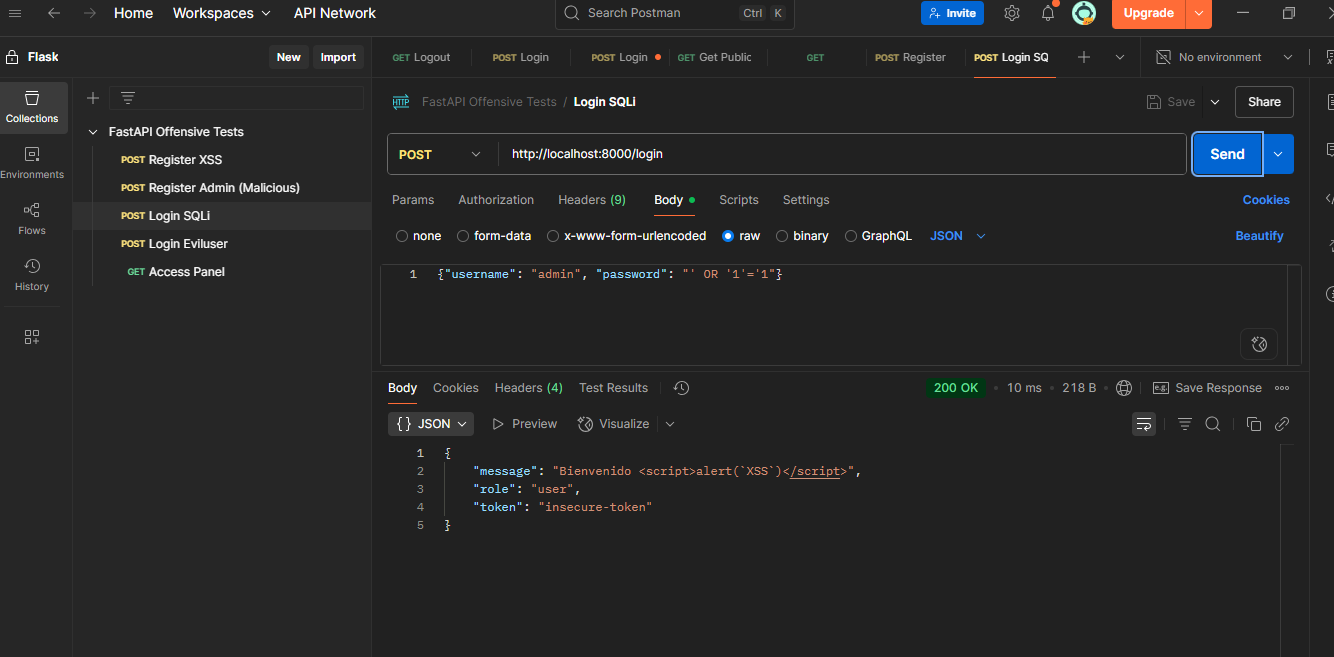 Home Workspaces API Network Search Postman Ctrl K Invite Upgrade
Flask New Import GET Logout POST Login POST Login GET Get Public GET POST Register POST Login SQ No environment
Collections
Environments
Flows
History
FastAPI Offensive Tests
POST Register XSS
POST Register Admin (Malicious)
POST Login SQLi
POST Login Eviluser
GET Access Panel
HTTP FastAPI Offensive Tests / Login SQLi Save Share
POST http://localhost:8000/login Send
Params Authorization Headers (9) Body Scripts Settings Cookies
none form-data x-www-form-urlencoded raw binary GraphQL JSON Beautify
1 {"username": "admin", "password": "' OR '1'='1"}
Body Cookies Headers (4) Test Results 200 OK 10 ms 218 B e.g. Save Response
{} JSON Preview Visualize
1 {
2 "message": "Bienvenido <script>alert(`XSS`)</script>",
3 "role": "user",
4 "token": "insecure-token"
5 }